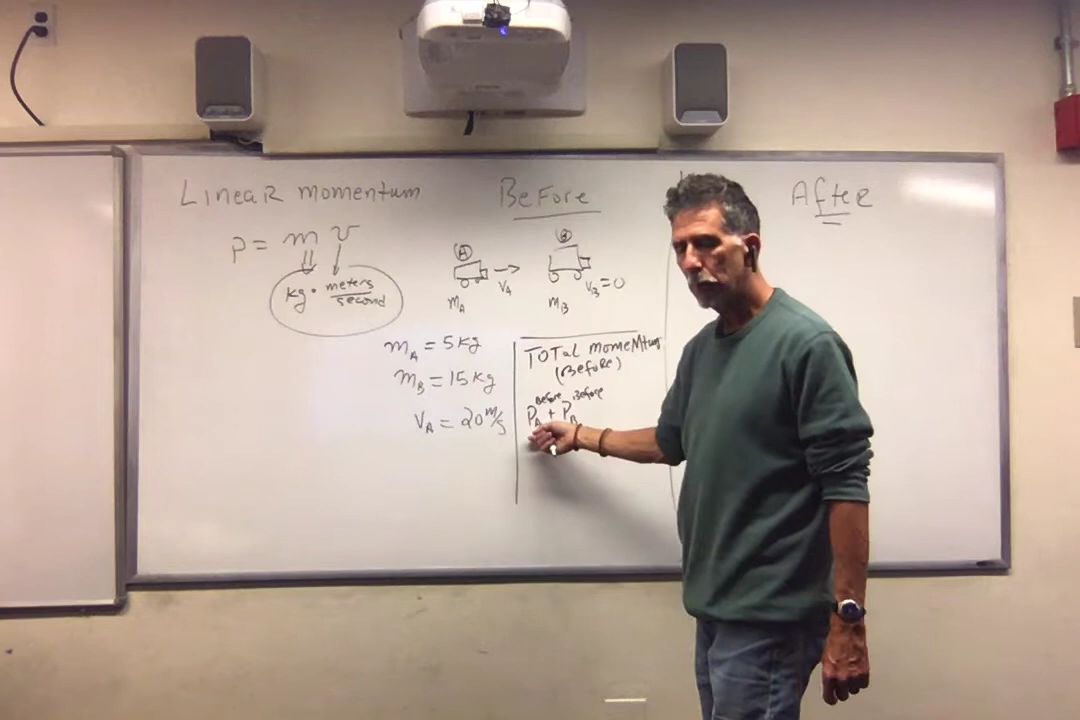 Linear momentum
p = m v
kg · meters/second
Before
A
B
vA
vB = 0
mA
mB
mA = 5 kg
mB = 15 kg
vA = 20 m/s
Total momentum
(Before)
PA^Before + PB^Before
After